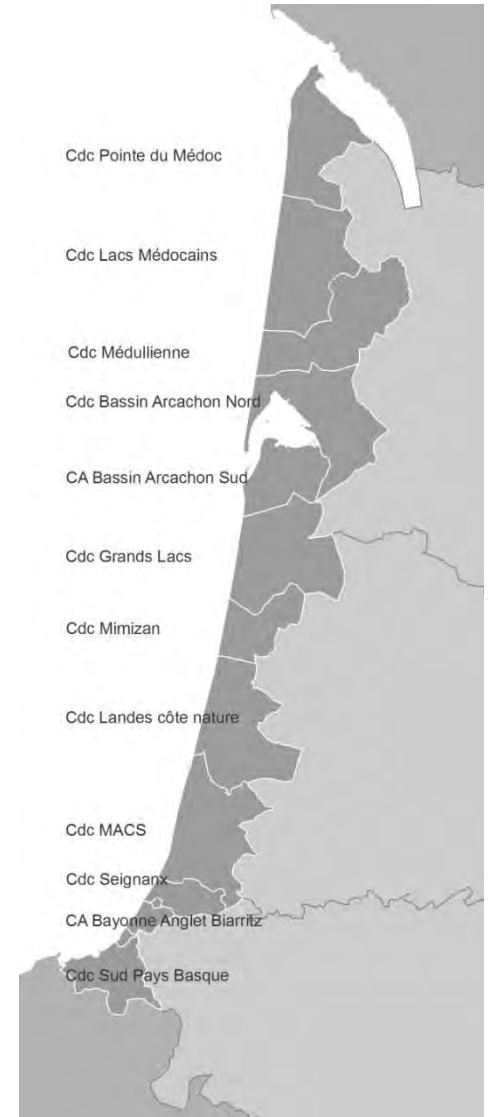 Cdc Pointe du Médoc
Cdc Lacs Médocains
Cdc Médullienne
Cdc Bassin Arcachon Nord
CA Bassin Arcachon Sud
Cdc Grands Lacs
Cdc Mimizan
Cdc Landes côte nature
Cdc MACS
Cdc Seignanx
CA Bayonne Anglet Biarritz
Cdc Sud Pays Basque